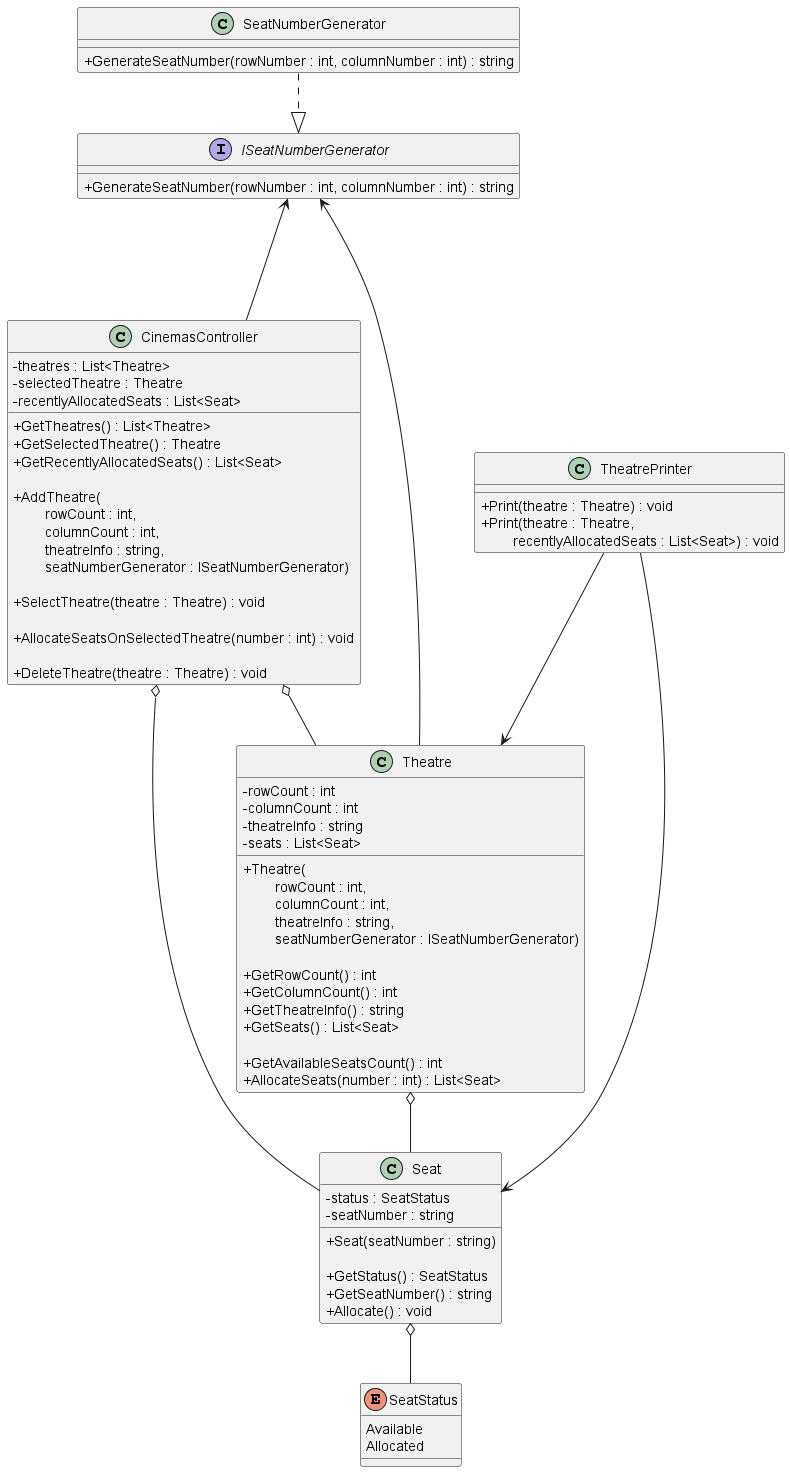 C SeatNumberGenerator
+GenerateSeatNumber(rowNumber : int, columnNumber : int) : string
I ISeatNumberGenerator
+GenerateSeatNumber(rowNumber : int, columnNumber : int) : string
C CinemasController
-theatres : List<Theatre>
-selectedTheatre : Theatre
-recentlyAllocatedSeats : List<Seat>
+GetTheatres() : List<Theatre>
+GetSelectedTheatre() : Theatre
+GetRecentlyAllocatedSeats() : List<Seat>
+AddTheatre(
rowCount : int,
columnCount : int,
theatreInfo : string,
seatNumberGenerator : ISeatNumberGenerator)
+SelectTheatre(theatre : Theatre) : void
+AllocateSeatsOnSelectedTheatre(number : int) : void
+DeleteTheatre(theatre : Theatre) : void
C TheatrePrinter
+Print(theatre : Theatre) : void
+Print(theatre : Theatre,
recentlyAllocatedSeats : List<Seat>) : void
C Theatre
-rowCount : int
-columnCount : int
-theatreInfo : string
-seats : List<Seat>
+Theatre(
rowCount : int,
columnCount : int,
theatreInfo : string,
seatNumberGenerator : ISeatNumberGenerator)
+GetRowCount() : int
+GetColumnCount() : int
+GetTheatreInfo() : string
+GetSeats() : List<Seat>
+GetAvailableSeatsCount() : int
+AllocateSeats(number : int) : List<Seat>
C Seat
-status : SeatStatus
-seatNumber : string
+Seat(seatNumber : string)
+GetStatus() : SeatStatus
+GetSeatNumber() : string
+Allocate() : void
E SeatStatus
Available
Allocated